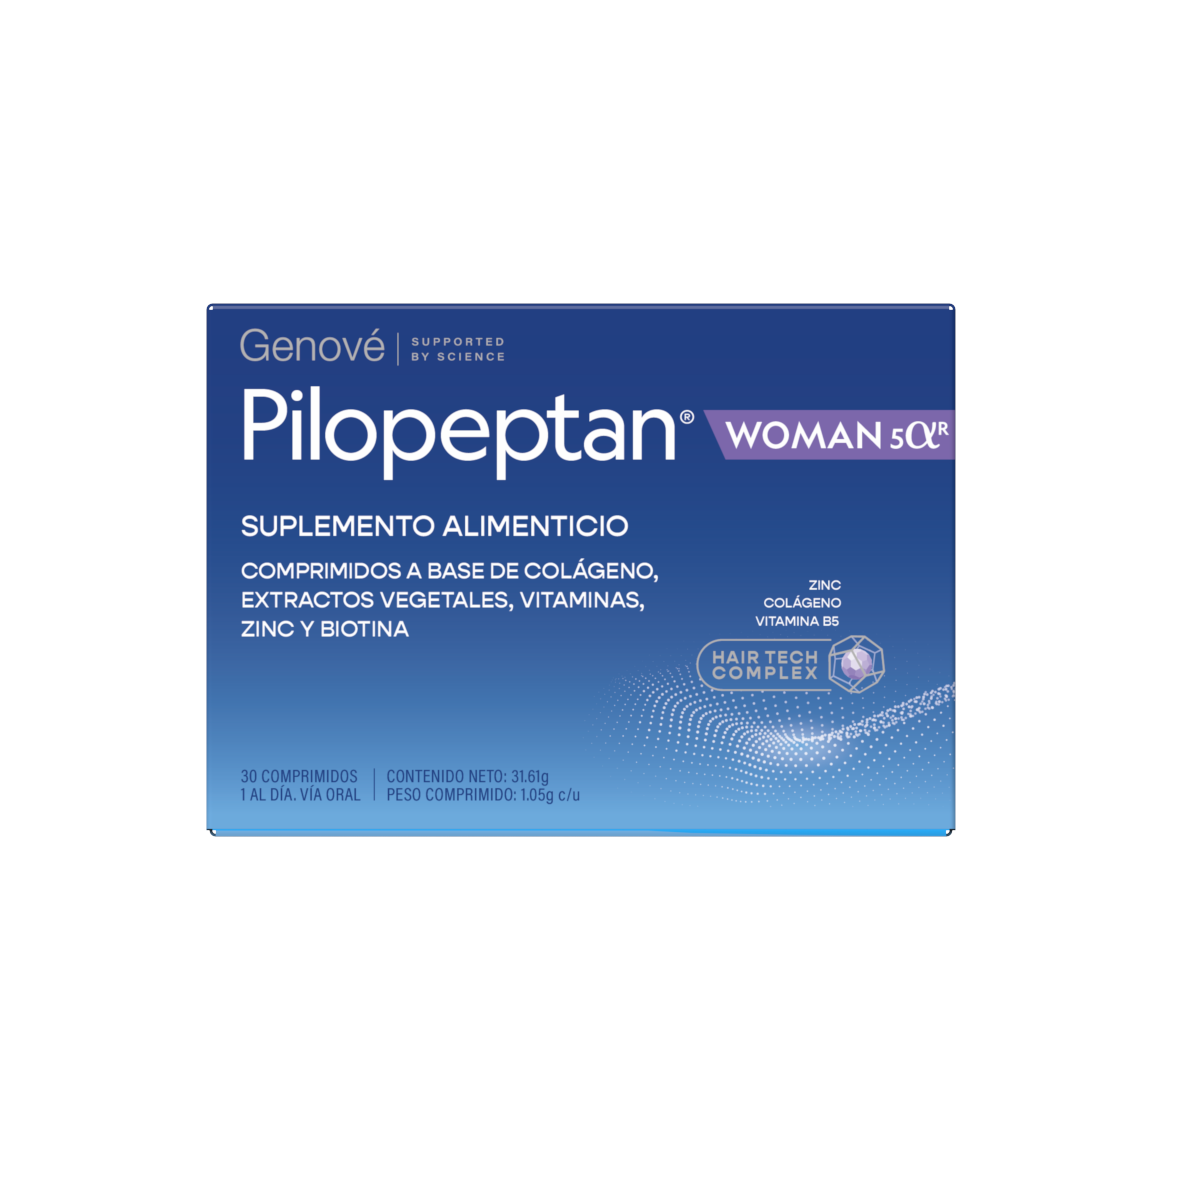 Genové
SUPPORTED
BY SCIENCE
Pilopeptan®
WOMAN 5αR
SUPLEMENTO ALIMENTICIO
COMPRIMIDOS A BASE DE COLÁGENO,
EXTRACTOS VEGETALES, VITAMINAS,
ZINC Y BIOTINA
ZINC
COLÁGENO
VITAMINA B5
HAIR TECH
COMPLEX
30 COMPRIMIDOS
1 AL DÍA. VÍA ORAL
CONTENIDO NETO: 31.61g
PESO COMPRIMIDO: 1.05g c/u